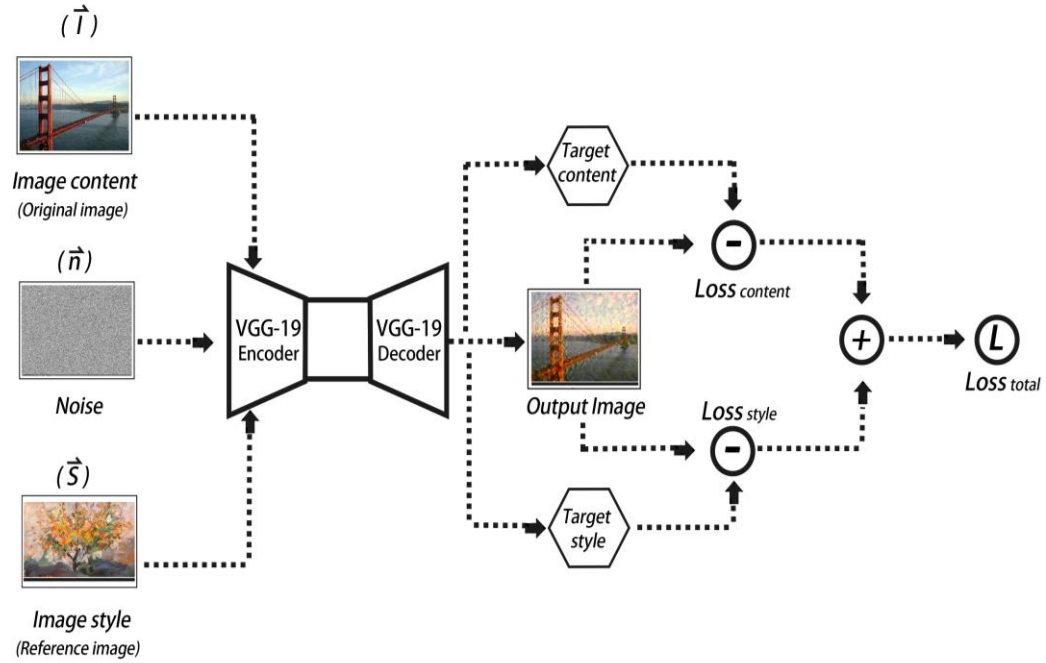 (I⃗)
Image content
(Original image)
(n⃗)
Noise
(S⃗)
Image style
(Reference image)
VGG-19
Encoder
VGG-19
Decoder
Target
content
Output Image
Target
style
-
Loss content
Loss style
-
+
L
Loss total